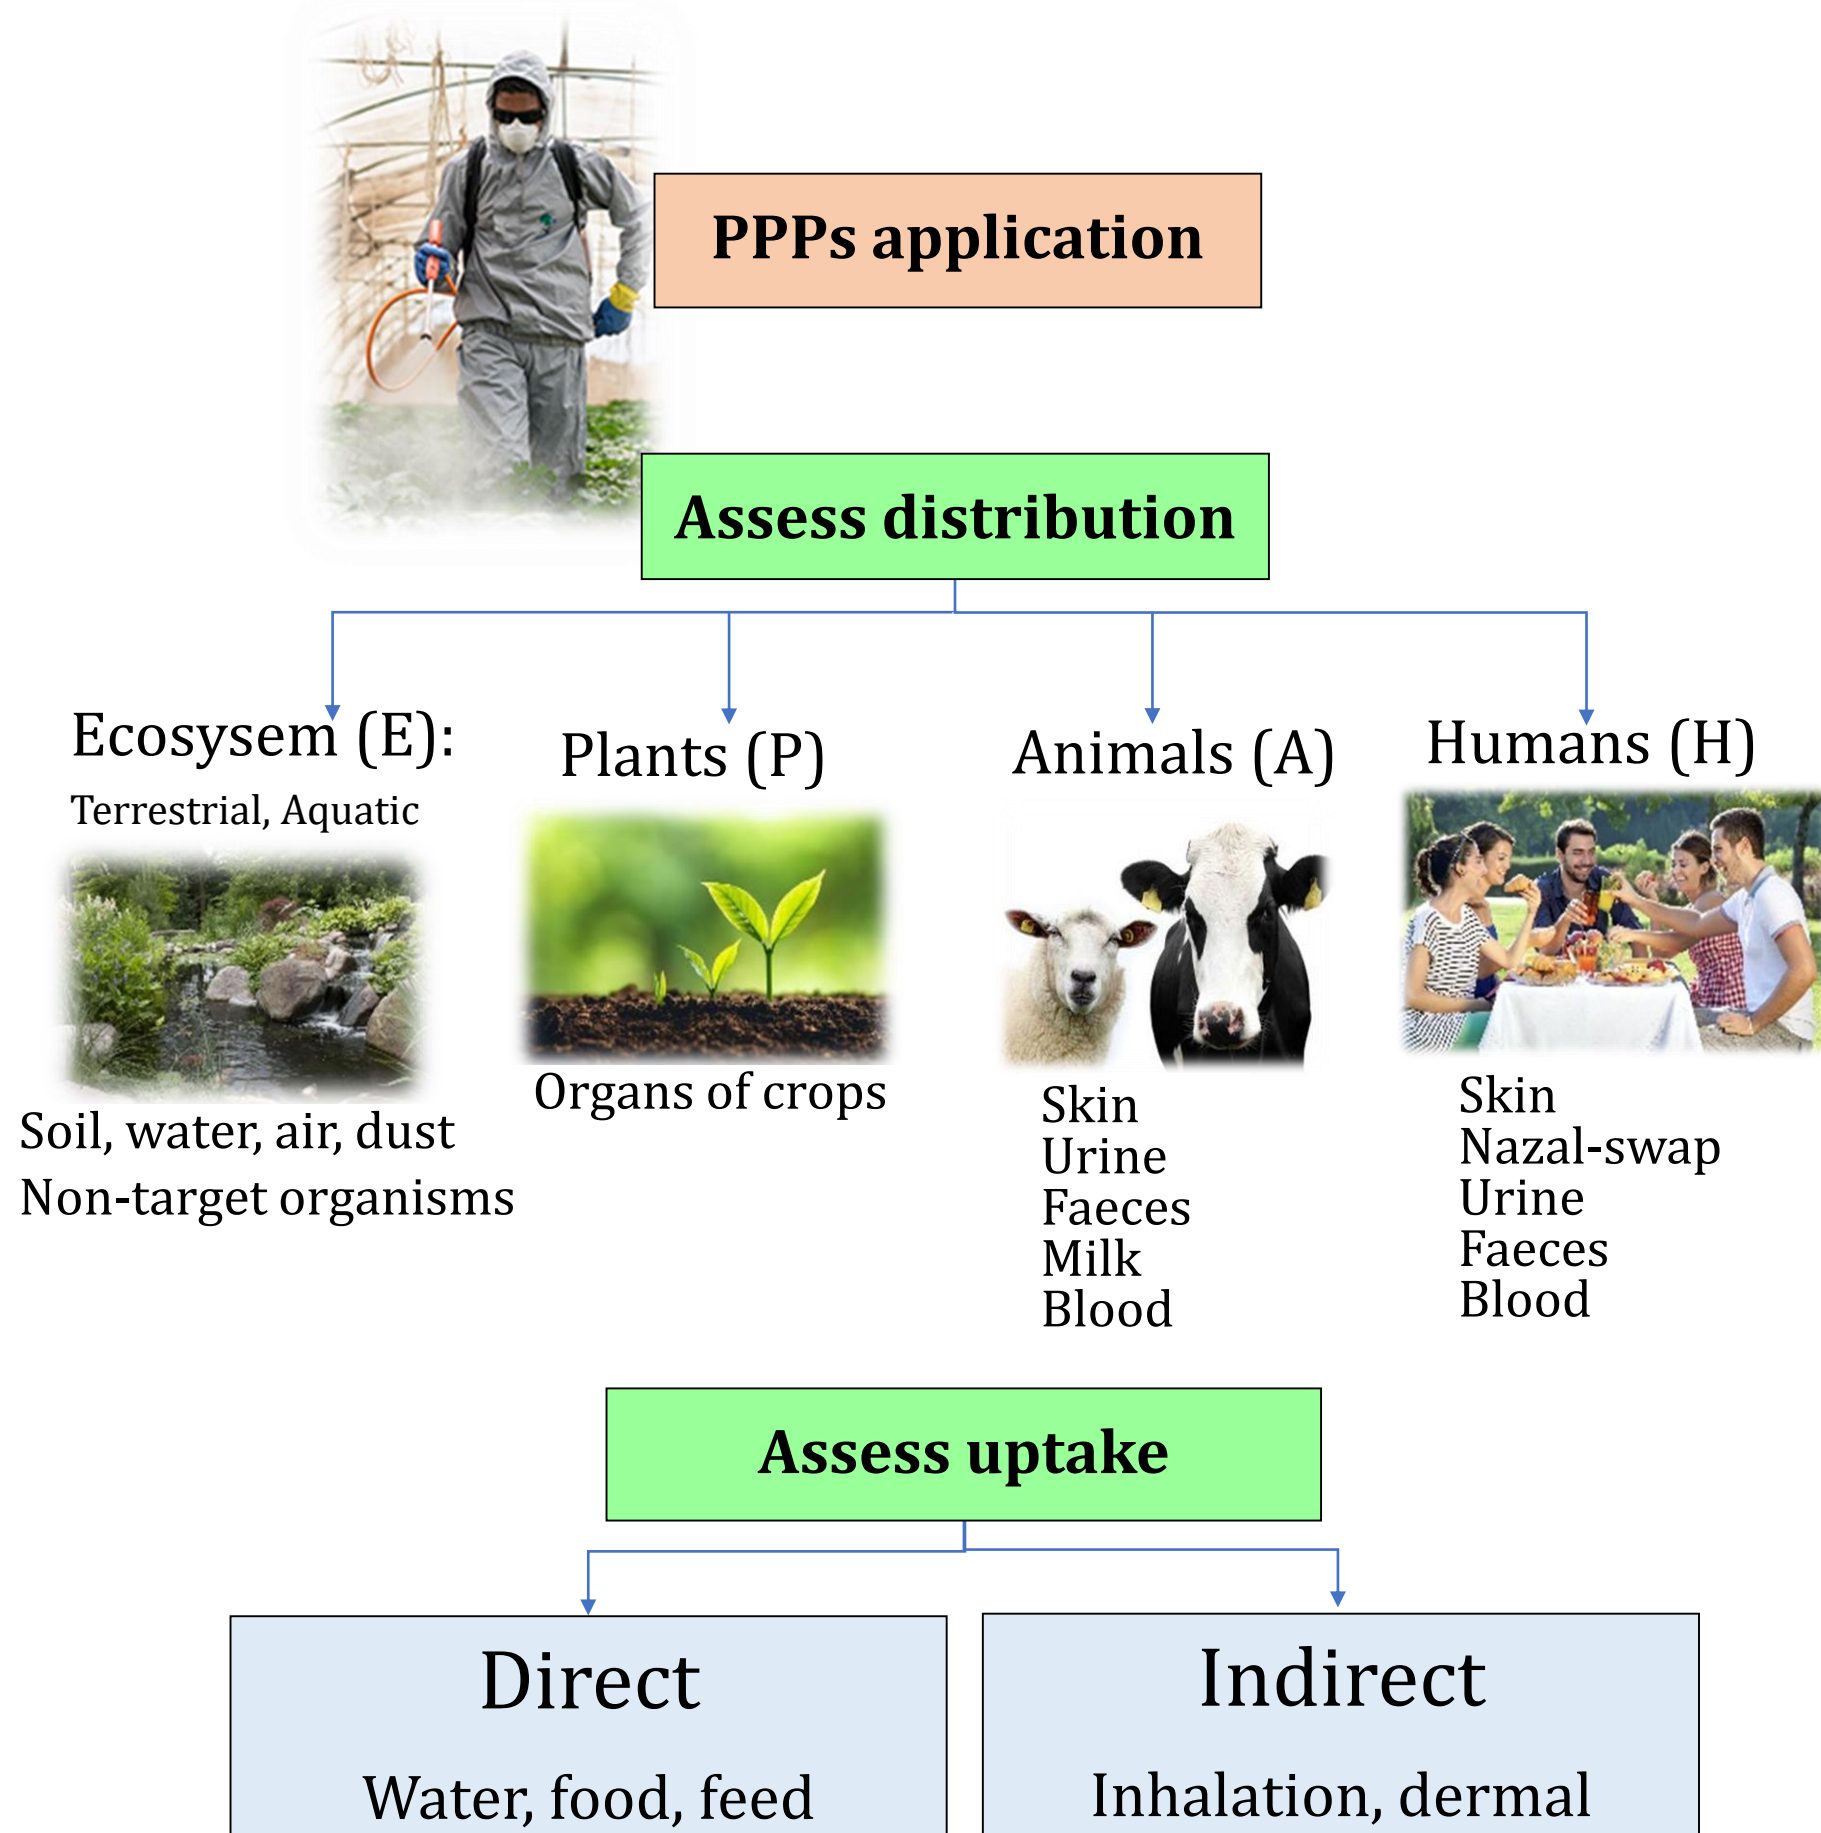 PPPs application
Assess distribution
Ecosysem (E):
Terrestrial, Aquatic
Soil, water, air, dust
Non-target organisms
Plants (P)
Organs of crops
Animals (A)
Skin
Urine
Faeces
Milk
Blood
Humans (H)
Skin
Nazal-swap
Urine
Faeces
Blood
Assess uptake
Direct
Water, food, feed
Indirect
Inhalation, dermal